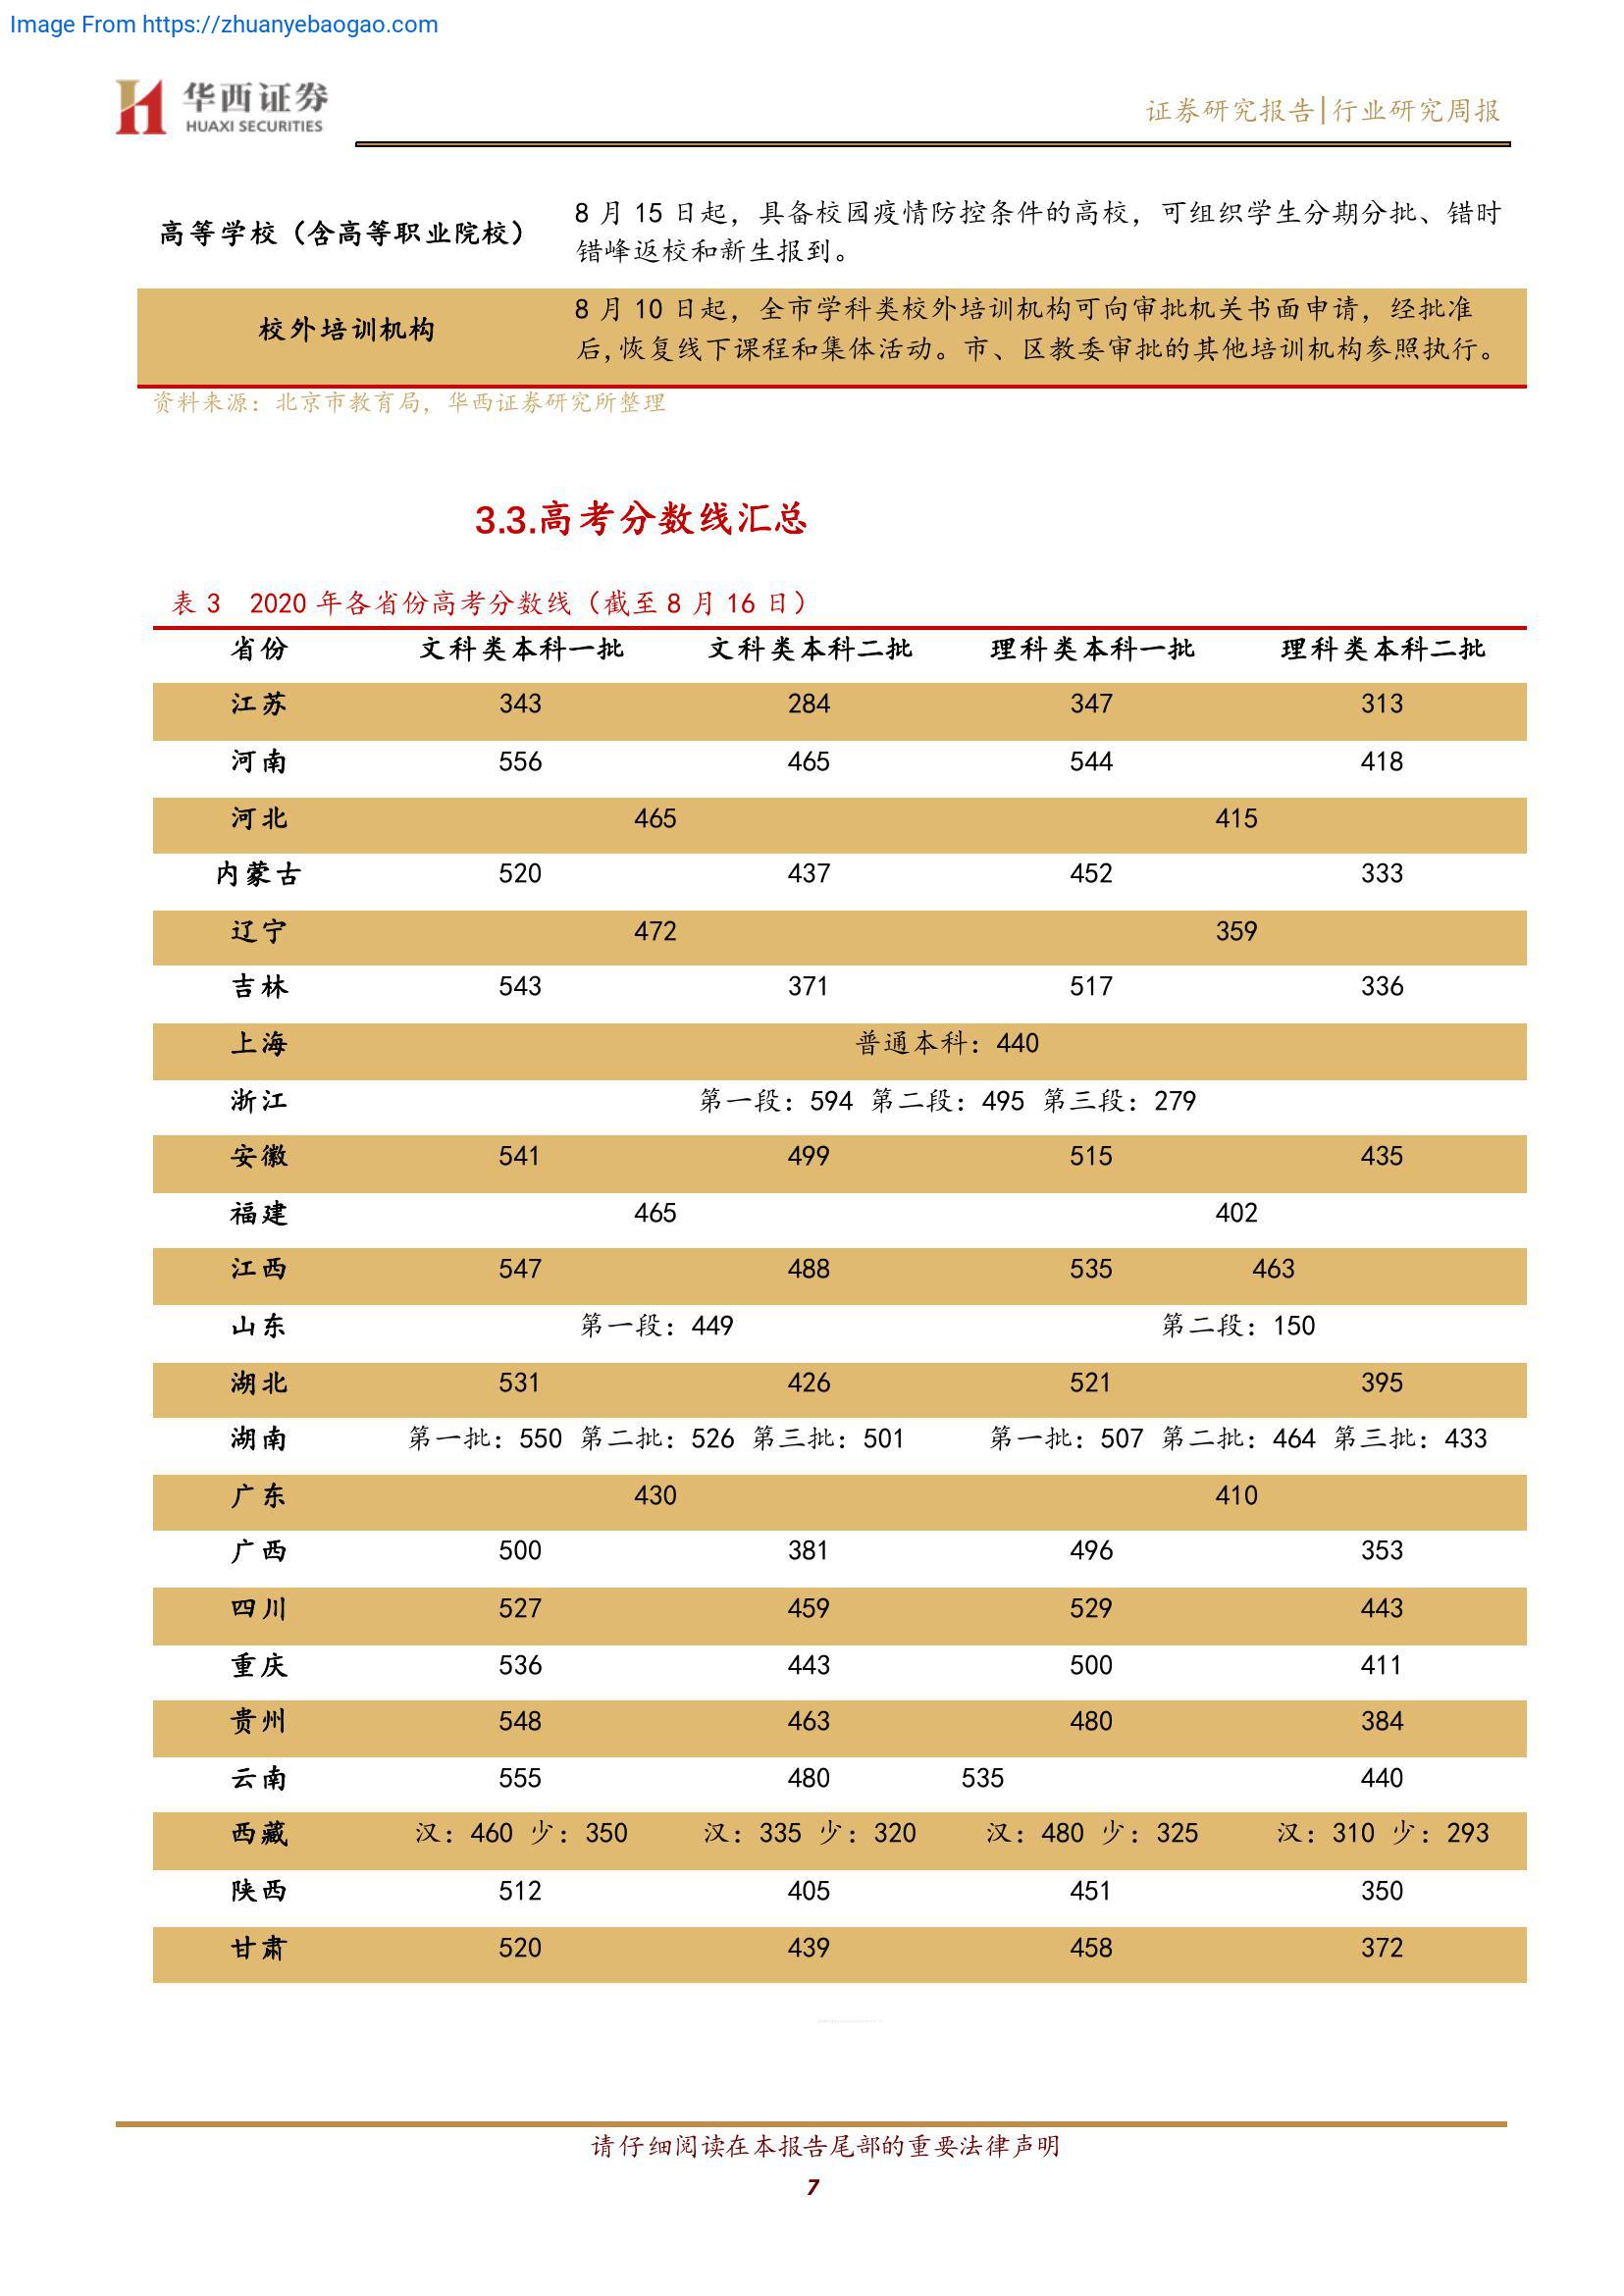 Image From https://zhuanyebaogao.com
华西证券
HUAXI SECURITIES
证券研究报告|行业研究周报
高等学校（含高等职业院校）
8 月 15 日起，具备校园疫情防控条件的高校，可组织学生分期分批、错时
错峰返校和新生报到。
校外培训机构
8 月 10 日起，全市学科类校外培训机构可向审批机关书面申请，经批准
后,恢复线下课程和集体活动。市、区教委审批的其他培训机构参照执行。
资料来源：北京市教育局，华西证券研究所整理
3.3.高考分数线汇总
表 3 2020 年各省份高考分数线（截至 8 月 16 日）
省份 文科类本科一批 文科类本科二批 理科类本科一批 理科类本科二批
江苏 343 284 347 313
河南 556 465 544 418
河北 465 415
内蒙古 520 437 452 333
辽宁 472 359
吉林 543 371 517 336
上海 普通本科：440
浙江 第一段：594 第二段：495 第三段：279
安徽 541 499 515 435
福建 465 402
江西 547 488 535 463
山东 第一段：449 第二段：150
湖北 531 426 521 395
湖南 第一批：550 第二批：526 第三批：501 第一批：507 第二批：464 第三批：433
广东 430 410
广西 500 381 496 353
四川 527 459 529 443
重庆 536 443 500 411
贵州 548 463 480 384
云南 555 480 535 440
西藏 汉：460 少：350 汉：335 少：320 汉：480 少：325 汉：310 少：293
陕西 512 405 451 350
甘肃 520 439 458 372
请仔细阅读在本报告尾部的重要法律声明
7